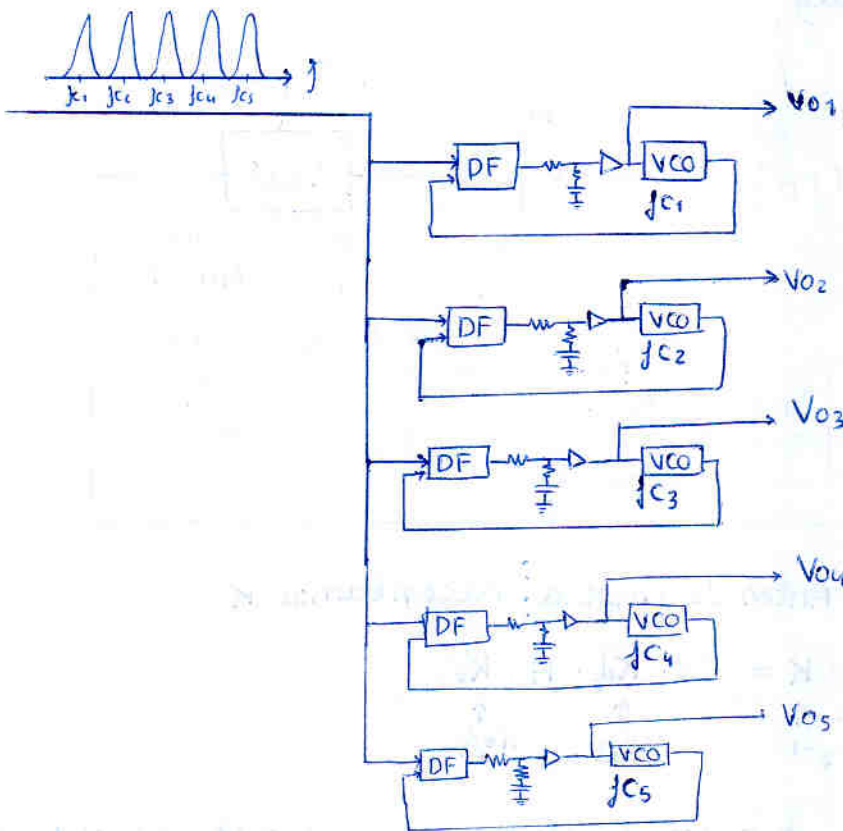 fc1 fc2 fc3 fc4 fc5 f
VO1
DF VCO
fC1
VO2
DF VCO
fC2
VO3
DF VCO
fC3
VO4
DF VCO
fC4
VO5
DF VCO
fC5